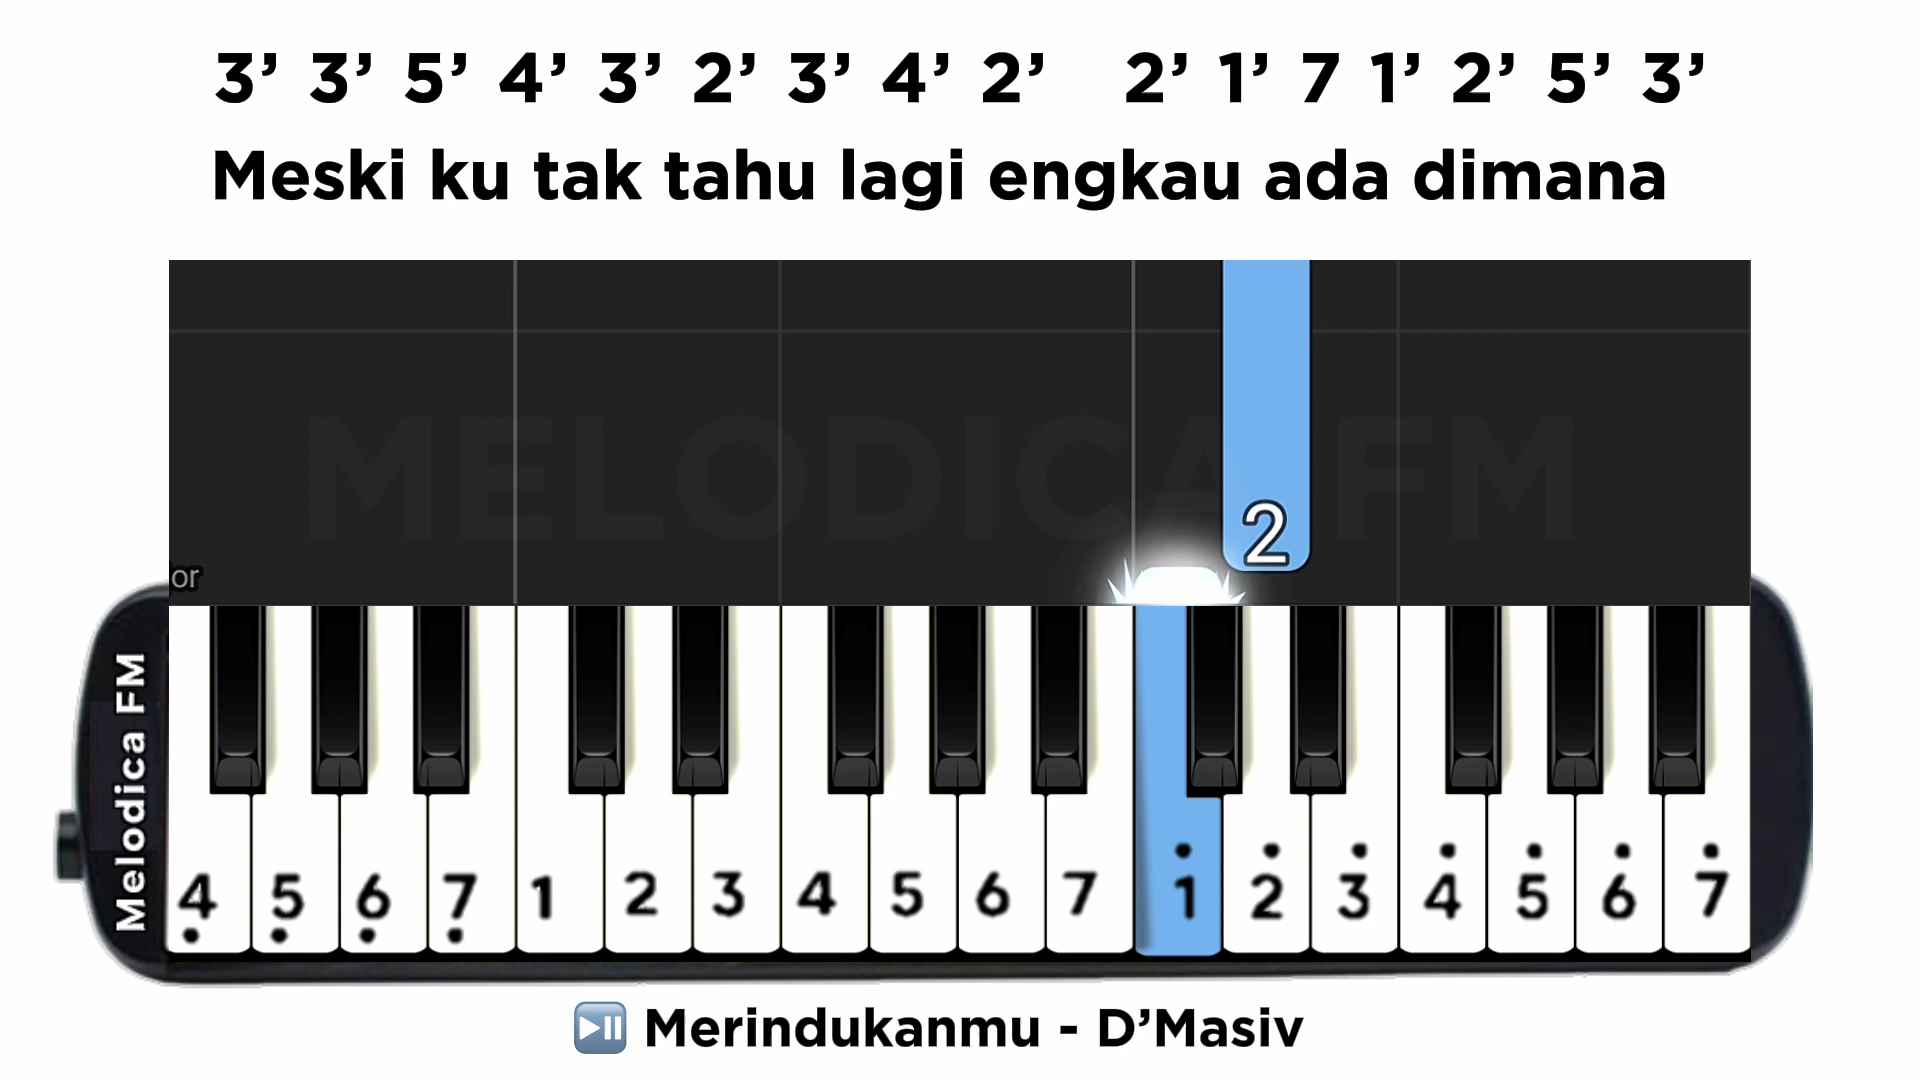 3’ 3’ 5’ 4’ 3’ 2’ 3’ 4’ 2’ 2’ 1’ 7 1’ 2’ 5’ 3’
Meski ku tak tahu lagi engkau ada dimana
MELODICA FM
2
or
Melodica FM
4 5 6 7 1 2 3 4 5 6 7 1 2 3 4 5 6 7
Merindukanmu - D’Masiv